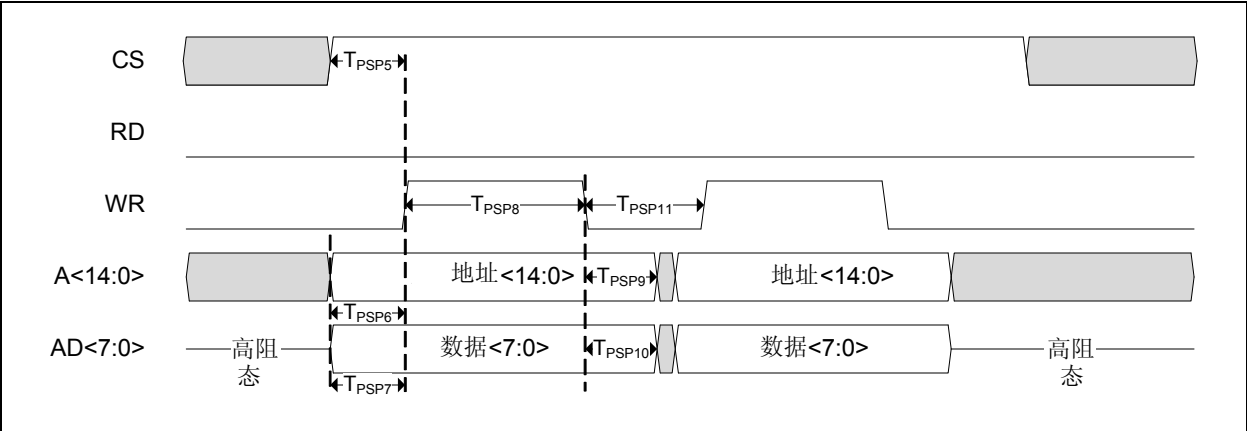 CS
TPSP5
RD
WR
TPSP8
TPSP11
A<14:0>
地址<14:0>
TPSP9
地址<14:0>
TPSP6
AD<7:0>
高阻
态
数据<7:0>
TPSP10
数据<7:0>
高阻
态
TPSP7